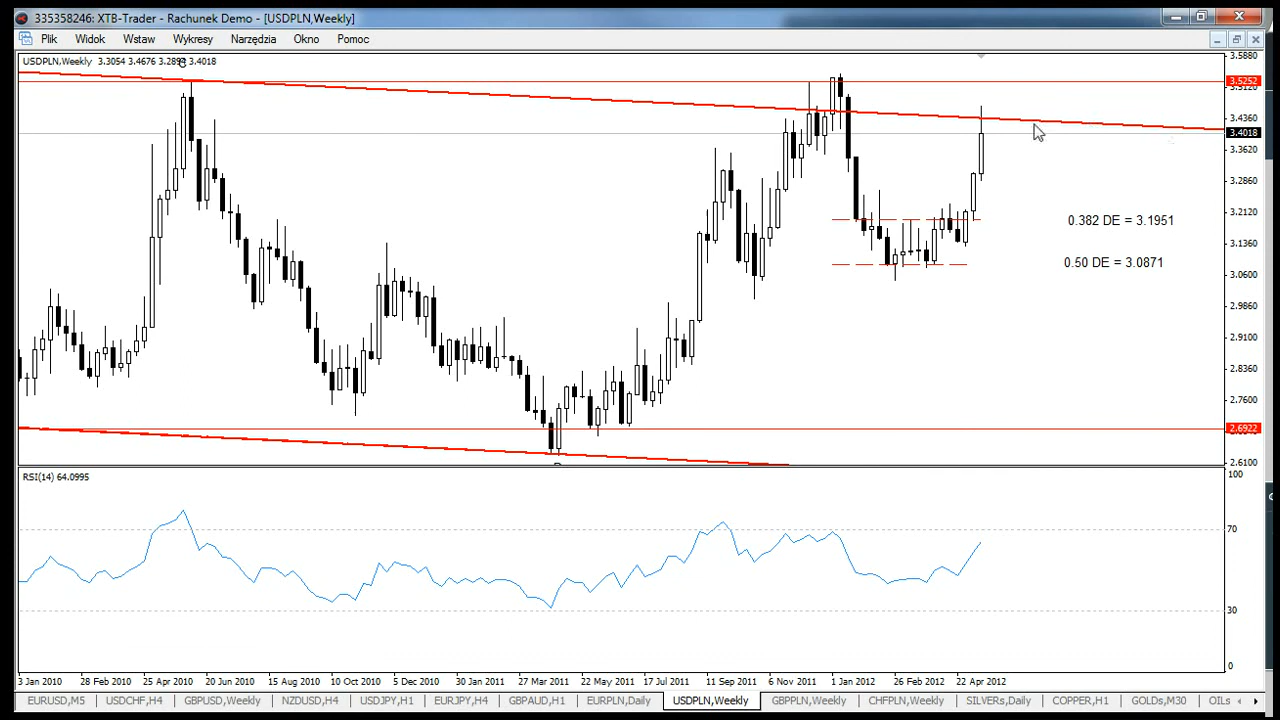 335358246: XTB-Trader - Rachunek Demo - [USDPLN,Weekly]
Plik Widok Wstaw Wykresy Narzędzia Okno Pomoc
USDPLN,Weekly 3.3054 3.4676 3.2893 3.4018
3.5880
3.5252
3.5120
3.4360
3.4018
3.3620
3.2860
3.2120
3.1360
3.0600
2.9860
2.9100
2.8360
2.7600
2.6922
2.6100
0.382 DE = 3.1951
0.50 DE = 3.0871
RSI(14) 64.0995
100
70
30
0
3 Jan 2010 28 Feb 2010 25 Apr 2010 20 Jun 2010 15 Aug 2010 10 Oct 2010 5 Dec 2010 30 Jan 2011 27 Mar 2011 22 May 2011 17 Jul 2011 11 Sep 2011 6 Nov 2011 1 Jan 2012 26 Feb 2012 22 Apr 2012
EURUSD,M5 USDCHF,H4 GBPUSD,Weekly NZDUSD,H4 USDJPY,H1 EURJPY,H4 GBPAUD,H1 EURPLN,Daily USDPLN,Weekly GBPPLN,Weekly CHFPLN,Weekly SILVERs,Daily COPPER,H1 GOLDs,M30 OILs